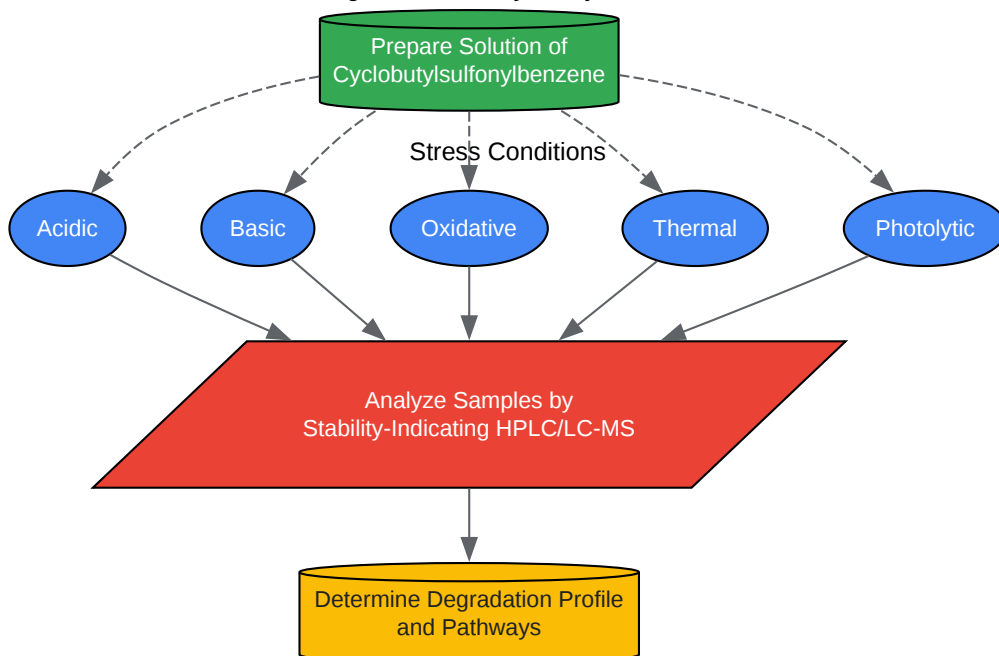 Prepare Solution of
Cyclobutylsulfonylbenzene
Stress Conditions
Acidic
Basic
Oxidative
Thermal
Photolytic
Analyze Samples by
Stability-Indicating HPLC/LC-MS
Determine Degradation Profile
and Pathways